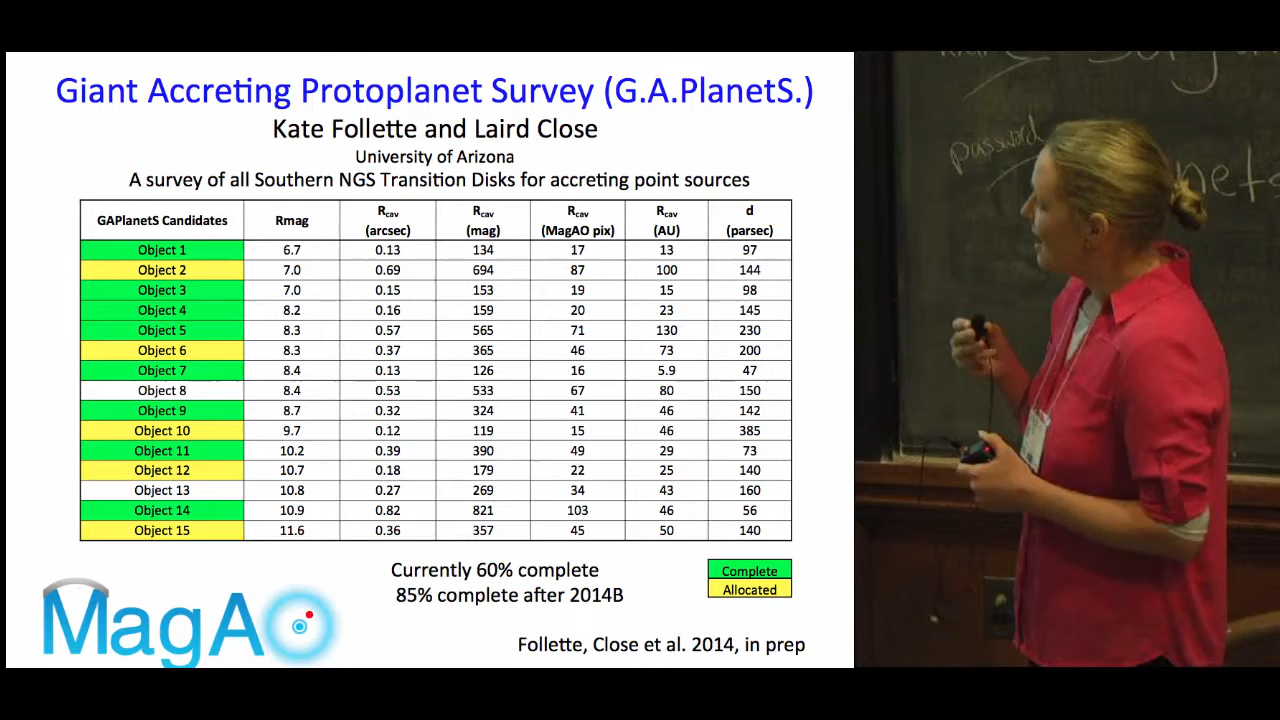 Giant Accreting Protoplanet Survey (G.A.PlanetS.)
Kate Follette and Laird Close
University of Arizona
A survey of all Southern NGS Transition Disks for accreting point sources
GAPlanetS Candidates Rmag Rcav (arcsec) Rcav (mag) Rcav (MagAO pix) Rcav (AU) d (parsec)
Object 1 6.7 0.13 134 17 13 97
Object 2 7.0 0.69 694 87 100 144
Object 3 7.0 0.15 153 19 15 98
Object 4 8.2 0.16 159 20 23 145
Object 5 8.3 0.57 565 71 130 230
Object 6 8.3 0.37 365 46 73 200
Object 7 8.4 0.13 126 16 5.9 47
Object 8 8.4 0.53 533 67 80 150
Object 9 8.7 0.32 324 41 46 142
Object 10 9.7 0.12 119 15 46 385
Object 11 10.2 0.39 390 49 29 73
Object 12 10.7 0.18 179 22 25 140
Object 13 10.8 0.27 269 34 43 160
Object 14 10.9 0.82 821 103 46 56
Object 15 11.6 0.36 357 45 50 140
Currently 60% complete
85% complete after 2014B
Complete
Allocated
MagAO
Follette, Close et al. 2014, in prep
password
nets